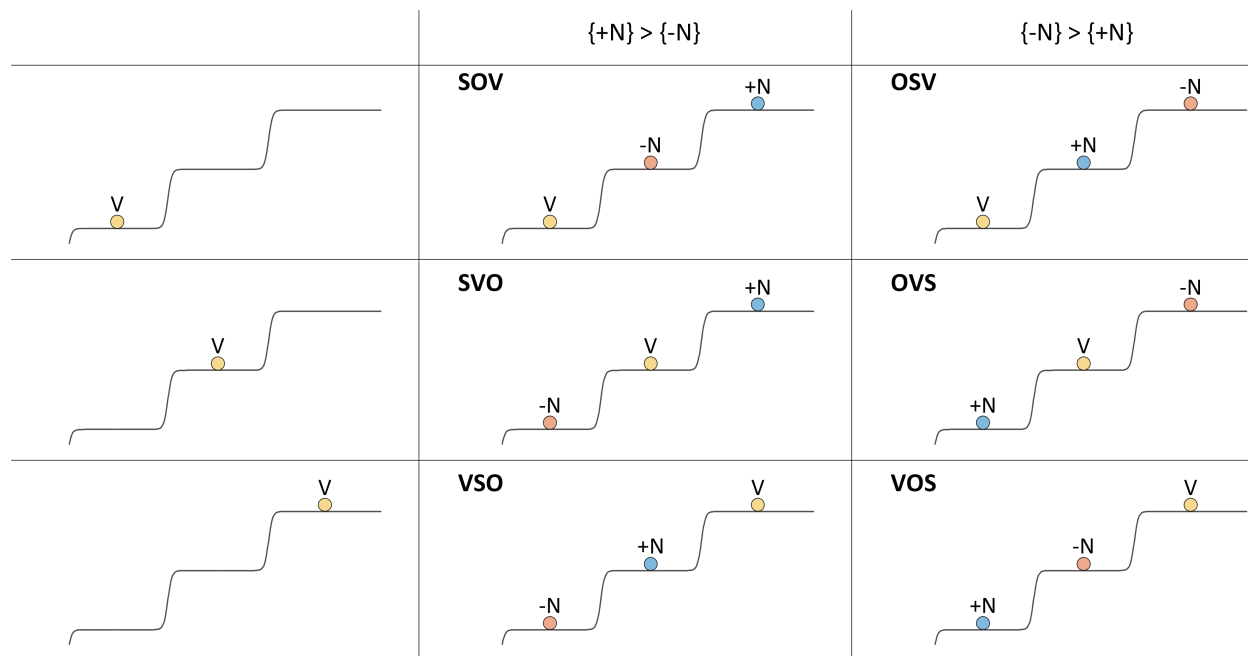 {+N} > {-N}
{-N} > {+N}
V
SOV
+N
-N
V
OSV
-N
+N
V
V
SVO
+N
V
-N
OVS
-N
V
+N
V
VSO
V
+N
-N
VOS
V
-N
+N